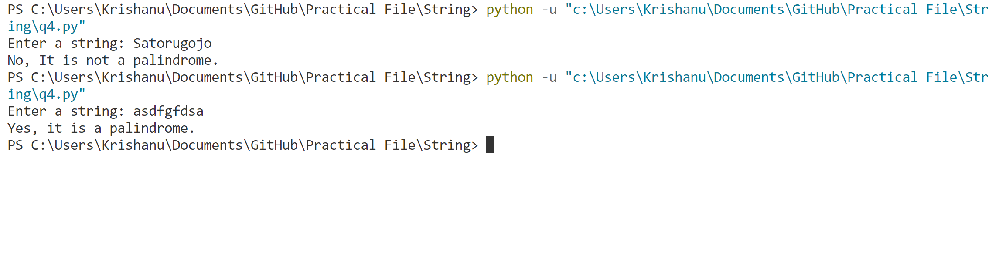 PS C:\Users\Krishanu\Documents\GitHub\Practical File\String> python -u "c:\Users\Krishanu\Documents\GitHub\Practical File\Str
ing\q4.py"
Enter a string: Satorugojo
No, It is not a palindrome.
PS C:\Users\Krishanu\Documents\GitHub\Practical File\String> python -u "c:\Users\Krishanu\Documents\GitHub\Practical File\Str
ing\q4.py"
Enter a string: asdfgfdsa
Yes, it is a palindrome.
PS C:\Users\Krishanu\Documents\GitHub\Practical File\String>